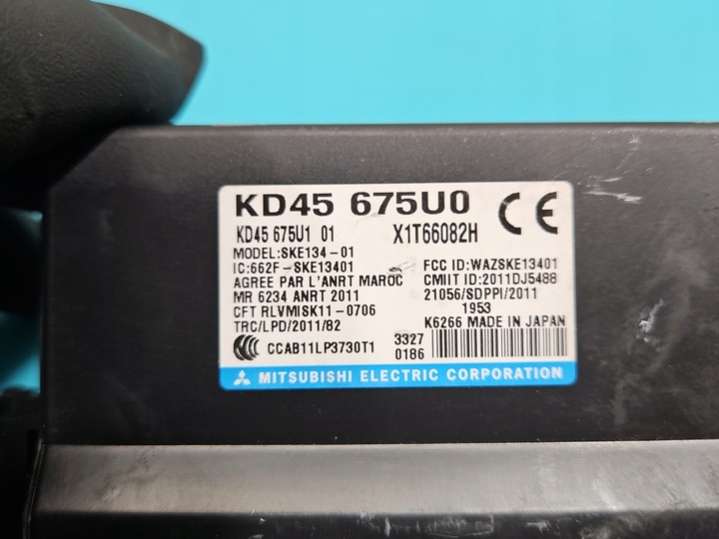 KD45 675U0
KD45 675U1 01 X1T66082H CE
MODEL:SKE134-01
IC:662F-SKE13401 FCC ID:WAZSKE13401
AGREE PAR L'ANRT MAROC CMIIT ID:2011DJ5488
MR 6234 ANRT 2011 21056/SDPPI/2011
CFT RLVMISK11-0706 1953
TRC/LPD/2011/82 K6266 MADE IN JAPAN
CCC CCAB11LP3730T1 3327
0186
MITSUBISHI ELECTRIC CORPORATION